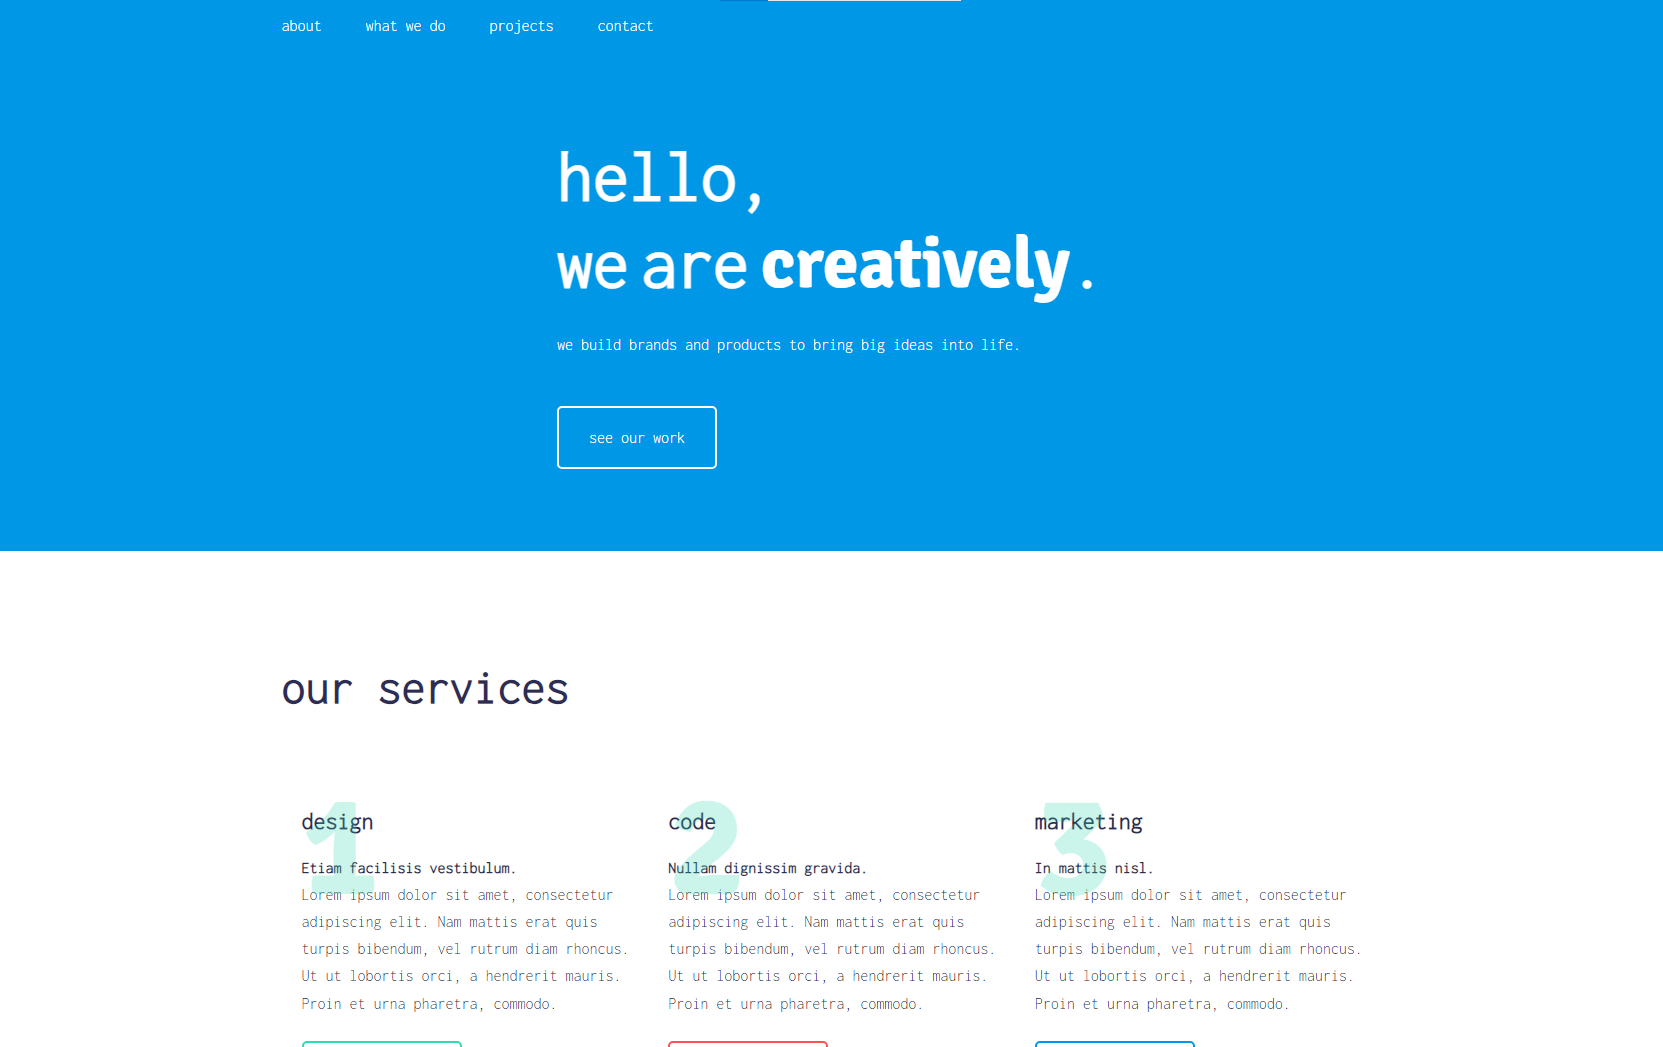 about what we do projects contact
hello,
we are creatively.
we build brands and products to bring big ideas into life.
see our work
our services
1
design
Etiam facilisis vestibulum.
Lorem ipsum dolor sit amet, consectetur
adipiscing elit. Nam mattis erat quis
turpis bibendum, vel rutrum diam rhoncus.
Ut ut lobortis orci, a hendrerit mauris.
Proin et urna pharetra, commodo.
2
code
Nullam dignissim gravida.
Lorem ipsum dolor sit amet, consectetur
adipiscing elit. Nam mattis erat quis
turpis bibendum, vel rutrum diam rhoncus.
Ut ut lobortis orci, a hendrerit mauris.
Proin et urna pharetra, commodo.
3
marketing
In mattis nisl.
Lorem ipsum dolor sit amet, consectetur
adipiscing elit. Nam mattis erat quis
turpis bibendum, vel rutrum diam rhoncus.
Ut ut lobortis orci, a hendrerit mauris.
Proin et urna pharetra, commodo.